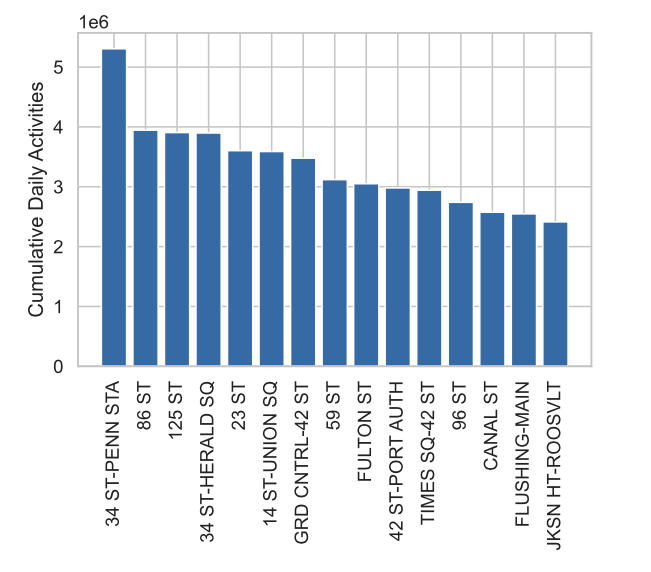 1e6
Cumulative Daily Activities
5
4
3
2
1
0
34 ST-PENN STA
86 ST
125 ST
34 ST-HERALD SQ
23 ST
14 ST-UNION SQ
GRD CNTRL-42 ST
59 ST
FULTON ST
42 ST-PORT AUTH
TIMES SQ-42 ST
96 ST
CANAL ST
FLUSHING-MAIN
JKSN HT-ROOSVLT